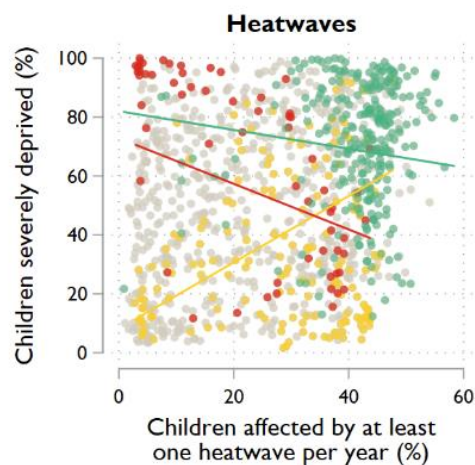 Heatwaves
Children severely deprived (%)
100
80
60
40
20
0
0 20 40 60
Children affected by at least
one heatwave per year (%)